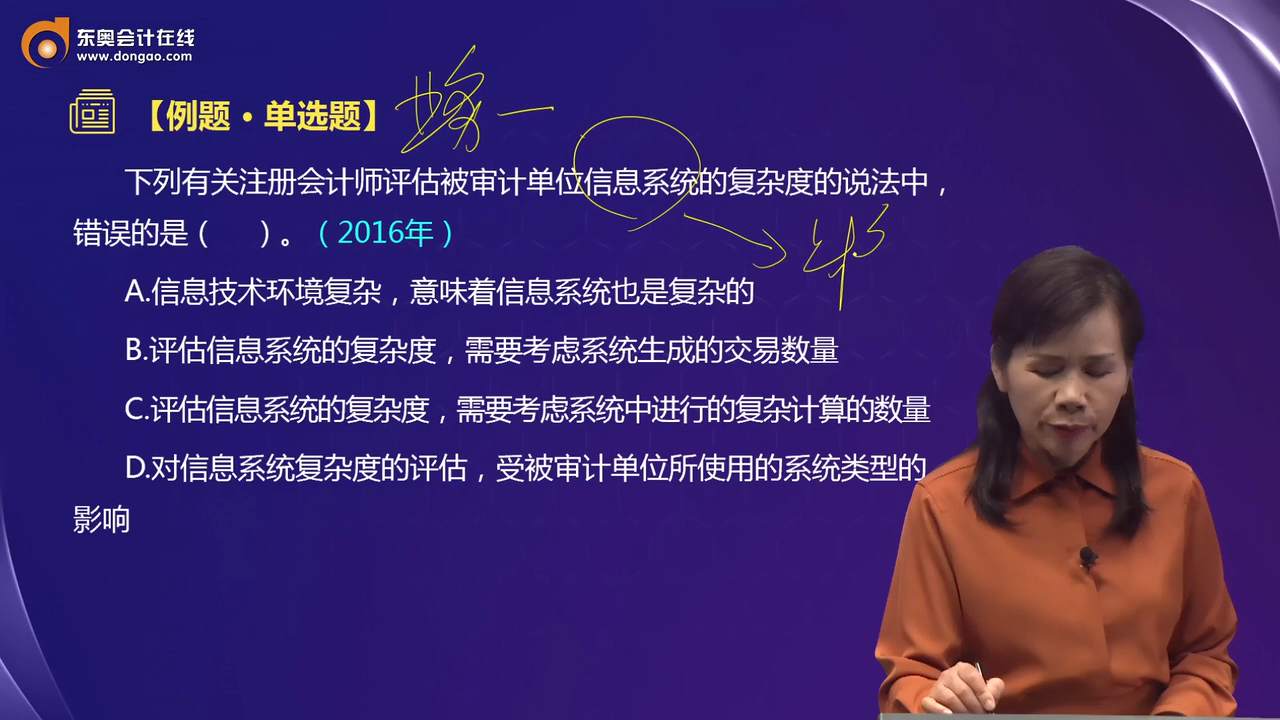 东奥会计在线
www.dongao.com
【例题·单选题】
下列有关注册会计师评估被审计单位信息系统的复杂度的说法中，
错误的是（ ）。（2016年）
A.信息技术环境复杂，意味着信息系统也是复杂的
B.评估信息系统的复杂度，需要考虑系统生成的交易数量
C.评估信息系统的复杂度，需要考虑系统中进行的复杂计算的数量
D.对信息系统复杂度的评估，受被审计单位所使用的系统类型的
影响